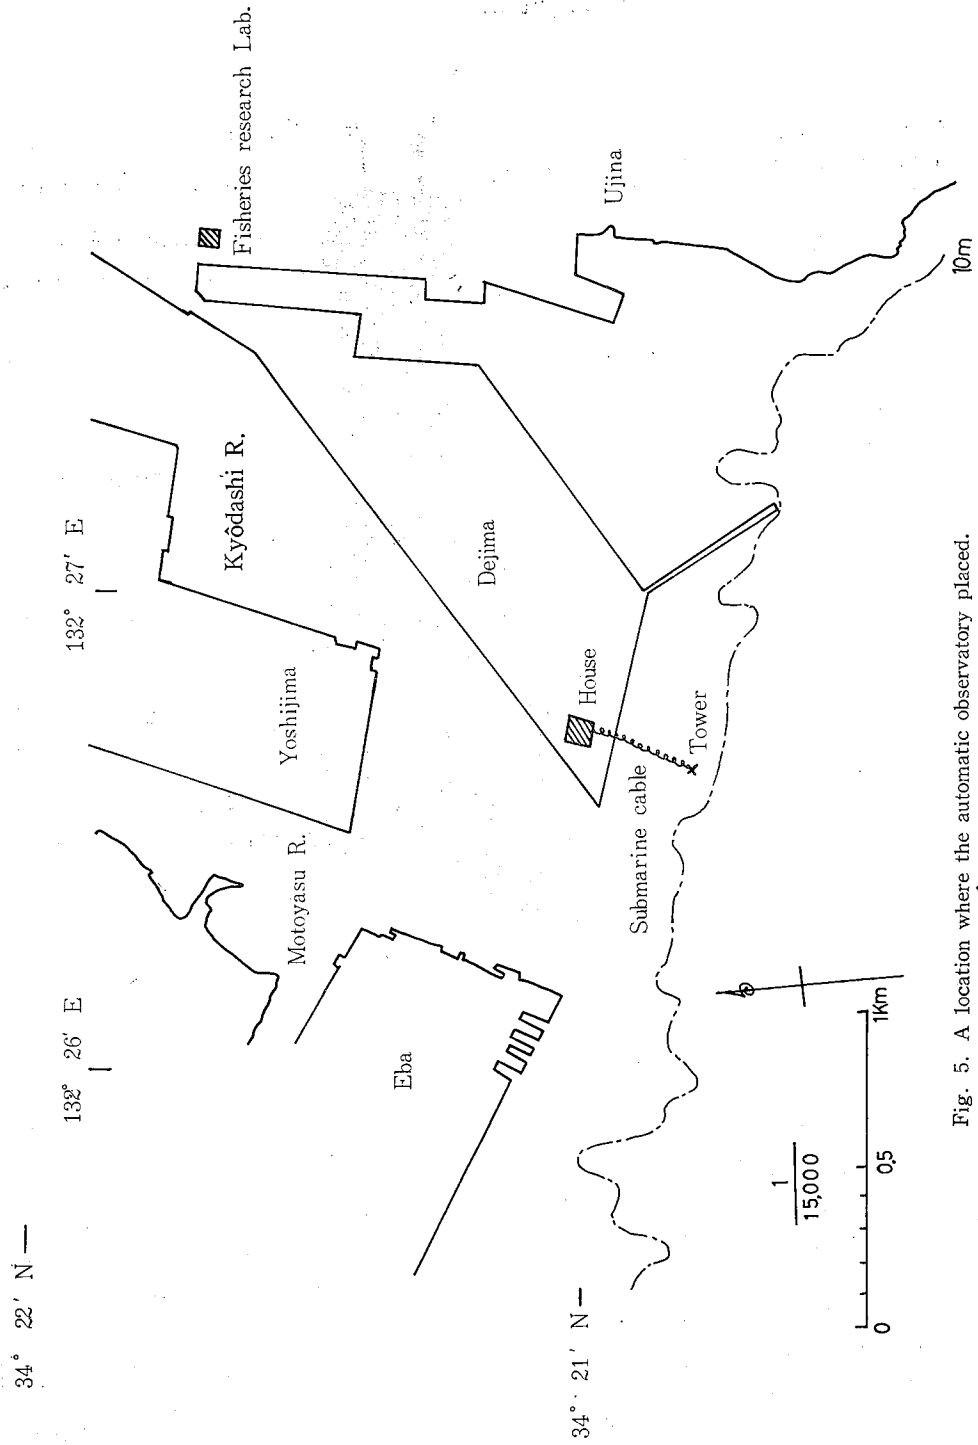 132° 26′ E
132° 27′ E
34° 22′ N
Fisheries research Lab.
Kyôdashi R.
Yoshijima
Motoyasu R.
Eba
Dejima
House
Ujina
Submarine cable
Tower
34° 21′ N
1
15,000
0
0.5
1Km
10m
Fig. 5. A location where the automatic observatory placed.